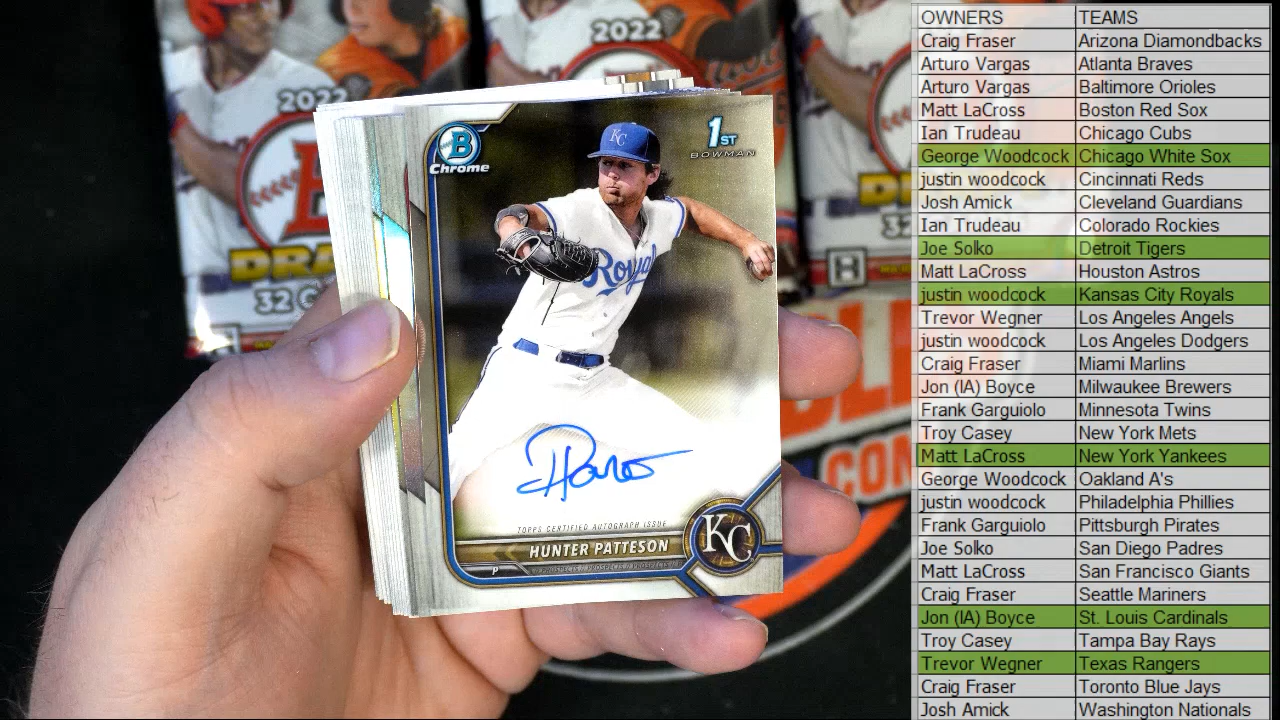 2022
DRA
32 C
H
2022
D
32
H
CON
B
Chrome
1ST
BOWMAN
KC
Royals
TOPPS CERTIFIED AUTOGRAPH ISSUE
HUNTER PATTESON
P
KC
OWNERS TEAMS
Craig Fraser Arizona Diamondbacks
Arturo Vargas Atlanta Braves
Arturo Vargas Baltimore Orioles
Matt LaCross Boston Red Sox
Ian Trudeau Chicago Cubs
George Woodcock Chicago White Sox
justin woodcock Cincinnati Reds
Josh Amick Cleveland Guardians
Ian Trudeau Colorado Rockies
Joe Solko Detroit Tigers
Matt LaCross Houston Astros
justin woodcock Kansas City Royals
Trevor Wegner Los Angeles Angels
justin woodcock Los Angeles Dodgers
Craig Fraser Miami Marlins
Jon (IA) Boyce Milwaukee Brewers
Frank Garguiolo Minnesota Twins
Troy Casey New York Mets
Matt LaCross New York Yankees
George Woodcock Oakland A's
justin woodcock Philadelphia Phillies
Frank Garguiolo Pittsburgh Pirates
Joe Solko San Diego Padres
Matt LaCross San Francisco Giants
Craig Fraser Seattle Mariners
Jon (IA) Boyce St. Louis Cardinals
Troy Casey Tampa Bay Rays
Trevor Wegner Texas Rangers
Craig Fraser Toronto Blue Jays
Josh Amick Washington Nationals